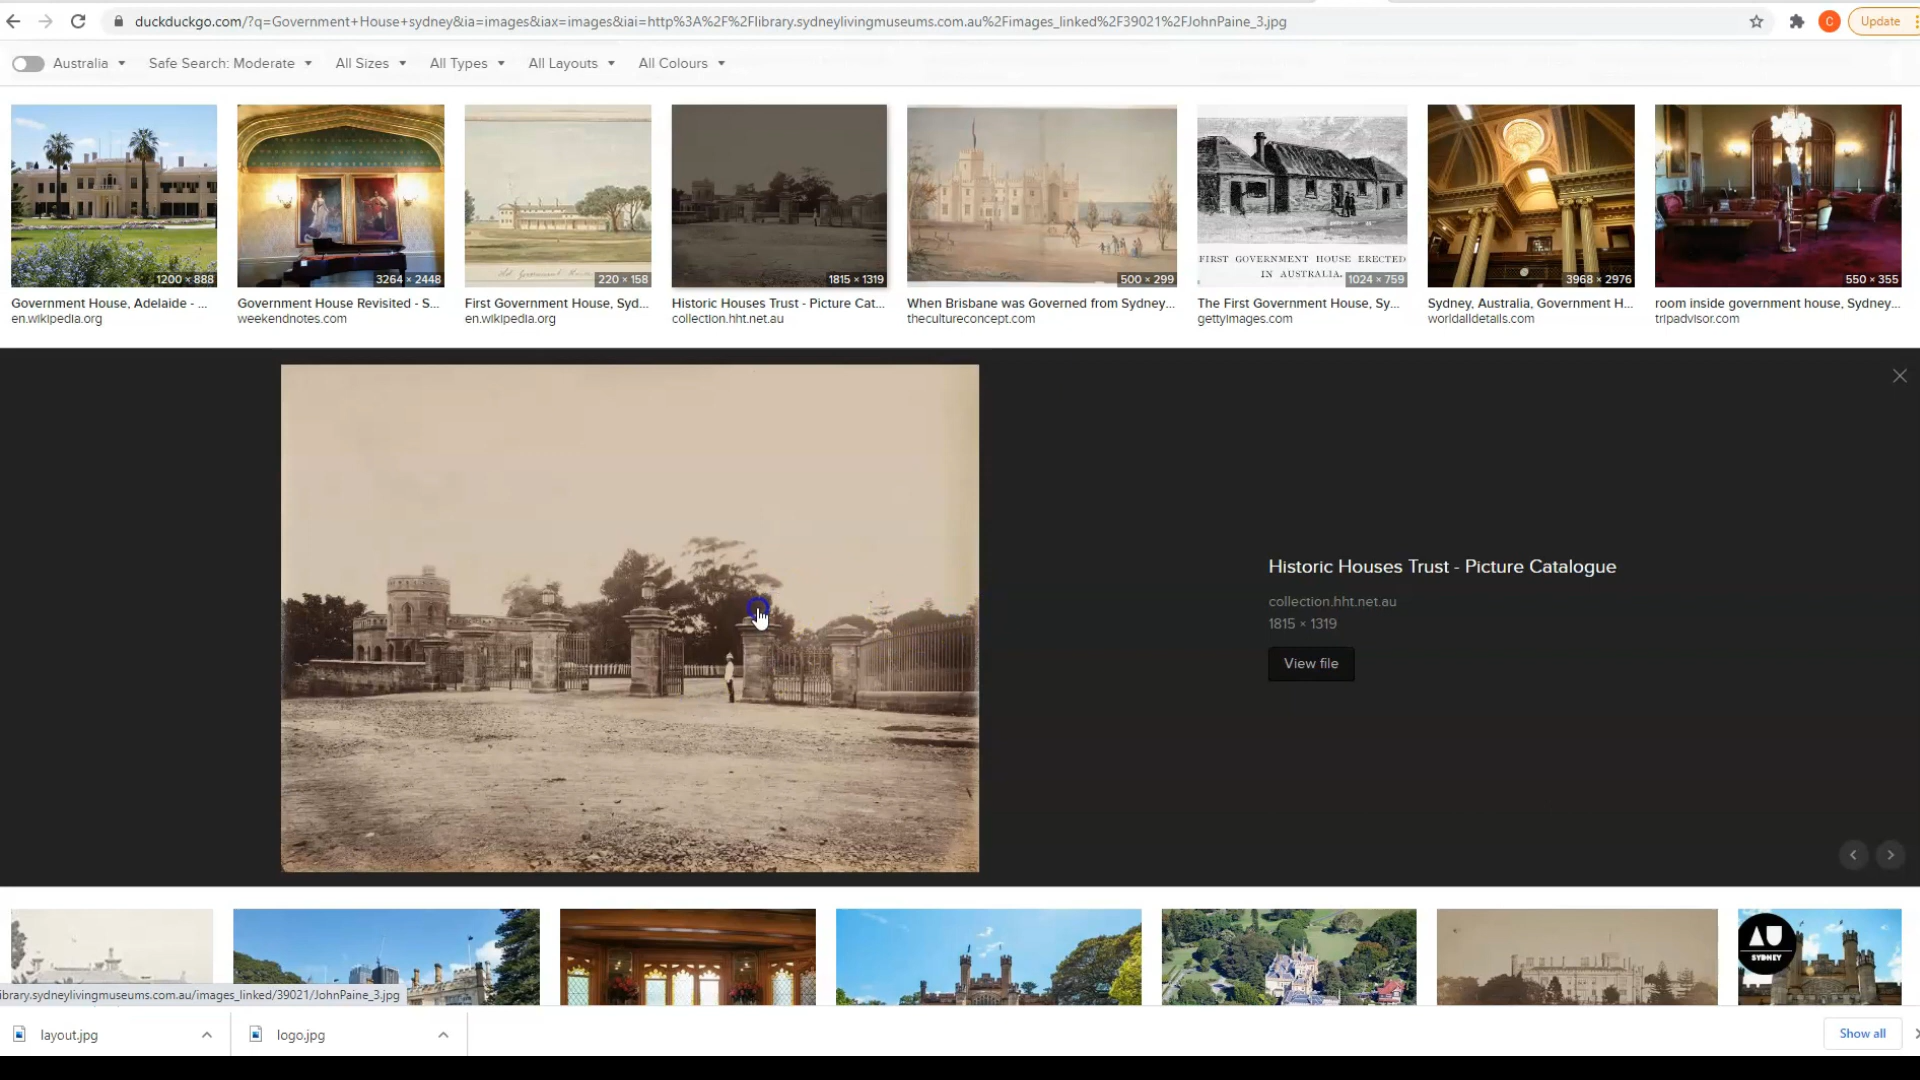 duckduckgo.com/?q=Government+House+sydney&ia=images&iax=images&iai=http%3A%2F%2Flibrary.sydneylivingmuseums.com.au%2Fimages_linked%2F39021%2FJohnPaine_3.jpg
C
Update
Australia Safe Search: Moderate All Sizes All Types All Layouts All Colours
FIRST GOVERNMENT HOUSE ERECTED
IN AUSTRALIA.
Old Government House
1200 × 888 3264 × 2448 220 × 158 1815 × 1319 500 × 299 1024 × 759 3968 × 2976 550 × 355
Government House, Adelaide - ... Government House Revisited - S... First Government House, Syd... Historic Houses Trust - Picture Cat... When Brisbane was Governed from Sydney... The First Government House, Sy... Sydney, Australia, Government H... room inside government house, Sydney...
en.wikipedia.org weekendnotes.com en.wikipedia.org collection.hht.net.au thecultureconcept.com gettyimages.com worldalldetails.com tripadvisor.com
Historic Houses Trust - Picture Catalogue
collection.hht.net.au
1815 × 1319
View file
AU
SYDNEY
library.sydneylivingmuseums.com.au/images_linked/39021/JohnPaine_3.jpg
layout.jpg logo.jpg Show all